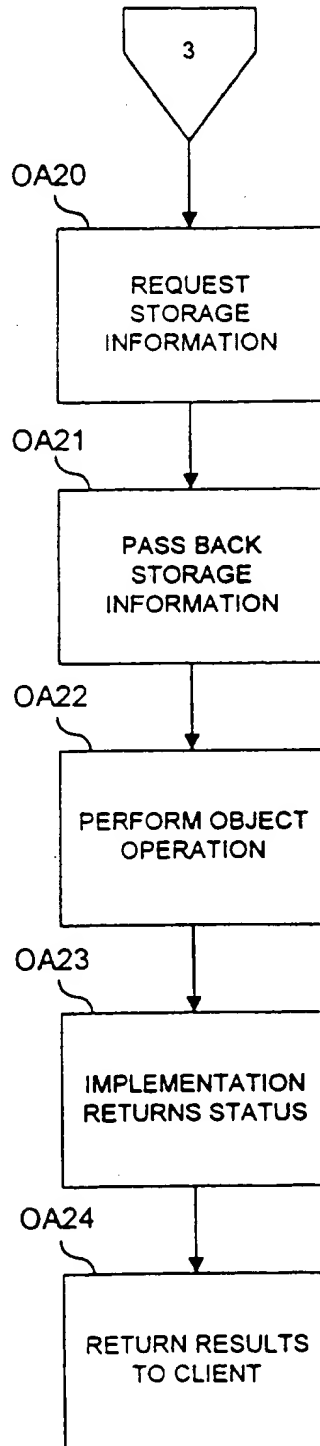 3
OA20
REQUEST
STORAGE
INFORMATION
OA21
PASS BACK
STORAGE
INFORMATION
OA22
PERFORM OBJECT
OPERATION
OA23
IMPLEMENTATION
RETURNS STATUS
OA24
RETURN RESULTS
TO CLIENT